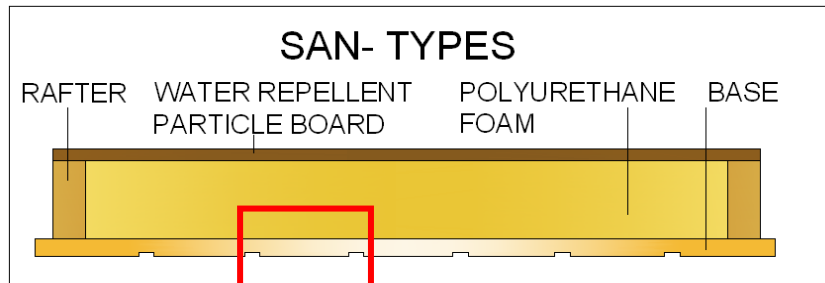 SAN- TYPES
RAFTER
WATER REPELLENT
PARTICLE BOARD
POLYURETHANE
FOAM
BASE